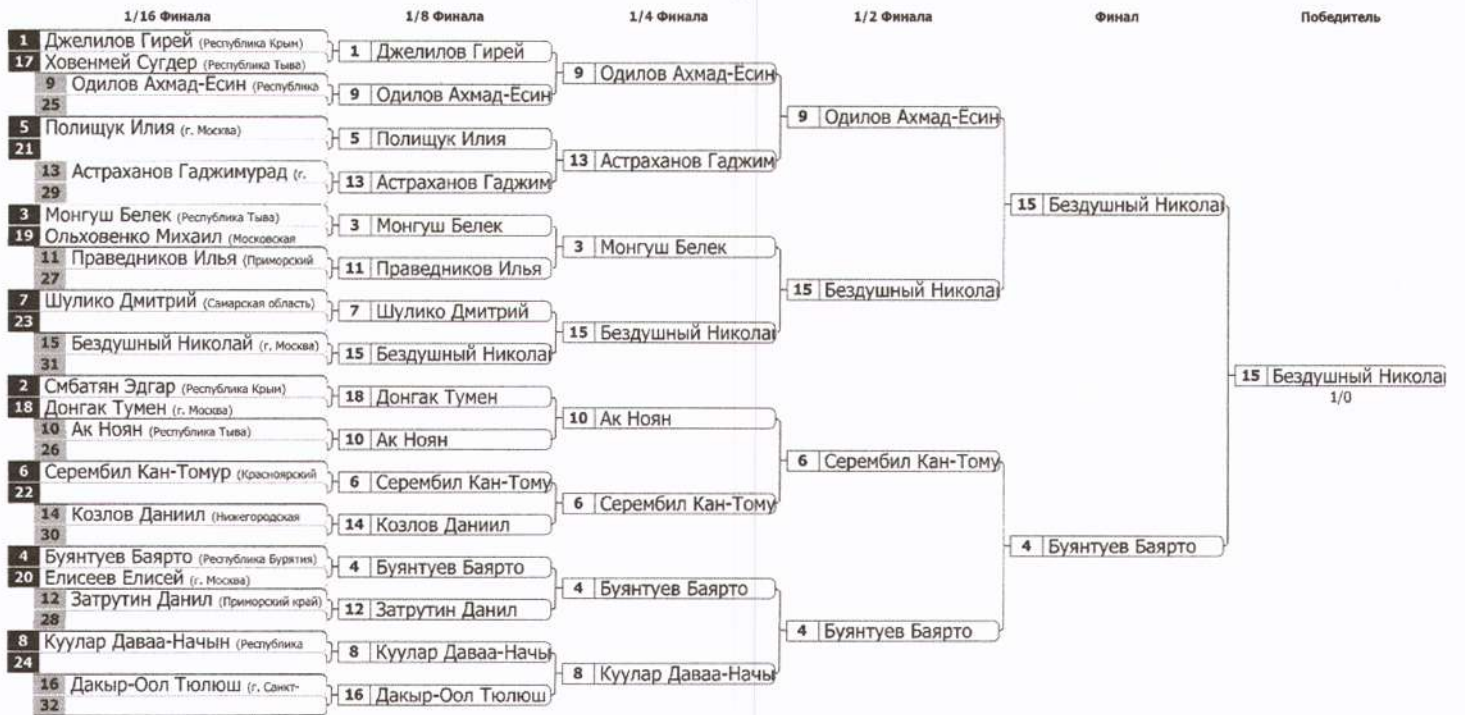 1/16 Финала 1/8 Финала 1/4 Финала 1/2 Финала Финал Победитель
1 Джелилов Гирей (Республика Крым)
17 Ховенмей Сугдер (Республика Тыва)
9 Одилов Ахмад-Есин (Республика
25
5 Полищук Илия (г. Москва)
21
13 Астраханов Гаджимурад (г.
29
3 Монгуш Белек (Республика Тыва)
19 Ольховенко Михаил (Московская
11 Праведников Илья (Приморский
27
7 Шулико Дмитрий (Самарская область)
23
15 Бездушный Николай (г. Москва)
31
2 Смбатян Эдгар (Республика Крым)
18 Донгак Тумен (г. Москва)
10 Ак Ноян (Республика Тыва)
26
6 Серембил Кан-Томур (Красноярский
22
14 Козлов Даниил (Нижегородская
30
4 Буянтуев Баярто (Республика Бурятия)
20 Елисеев Елисей (г. Москва)
12 Затрутин Данил (Приморский край)
28
8 Куулар Даваа-Начын (Республика
24
16 Дакыр-Оол Тюлюш (г. Санкт-
32
1 Джелилов Гирей
9 Одилов Ахмад-Есин
5 Полищук Илия
13 Астраханов Гаджим
3 Монгуш Белек
11 Праведников Илья
7 Шулико Дмитрий
15 Бездушный Николай
18 Донгак Тумен
10 Ак Ноян
6 Серембил Кан-Тому
14 Козлов Даниил
4 Буянтуев Баярто
12 Затрутин Данил
8 Куулар Даваа-Начы
16 Дакыр-Оол Тюлюш
9 Одилов Ахмад-Есин
13 Астраханов Гаджим
3 Монгуш Белек
15 Бездушный Николай
10 Ак Ноян
6 Серембил Кан-Тому
4 Буянтуев Баярто
8 Куулар Даваа-Начы
9 Одилов Ахмад-Есин
15 Бездушный Николай
6 Серембил Кан-Тому
4 Буянтуев Баярто
15 Бездушный Николай
4 Буянтуев Баярто
15 Бездушный Николай
1/0